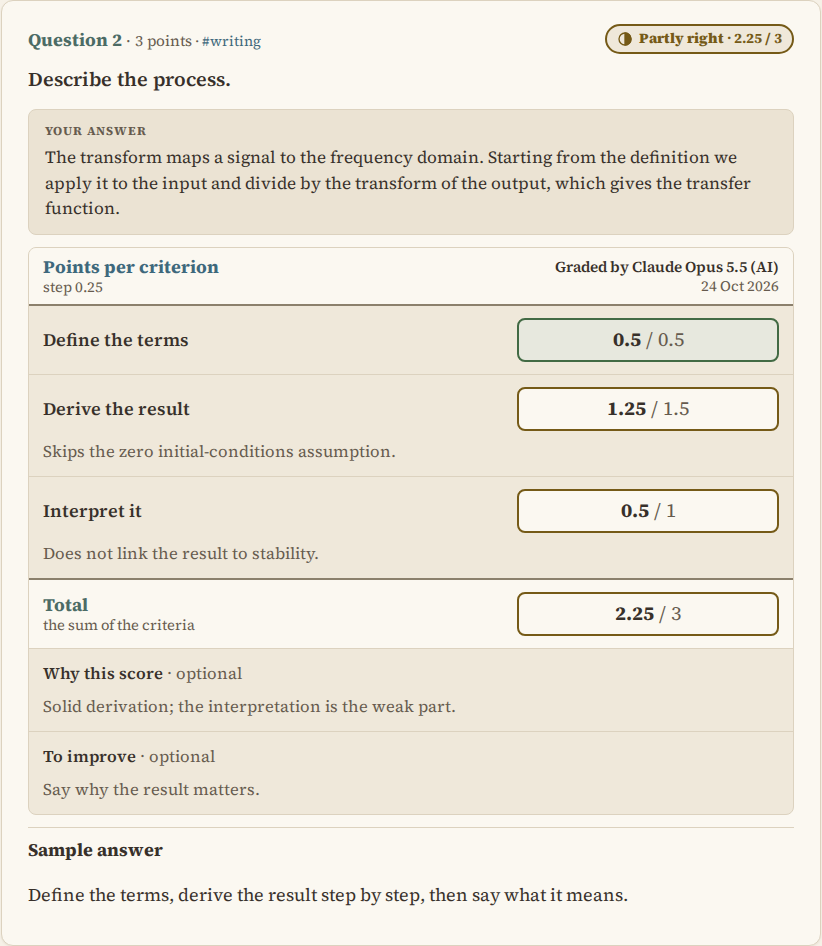 Question 2 · 3 points · #writing
Partly right · 2.25 / 3
Describe the process.
YOUR ANSWER
The transform maps a signal to the frequency domain. Starting from the definition we
apply it to the input and divide by the transform of the output, which gives the transfer
function.
Points per criterion
Graded by Claude Opus 5.5 (AI)
step 0.25
24 Oct 2026
Define the terms
0.5 / 0.5
Derive the result
1.25 / 1.5
Skips the zero initial-conditions assumption.
Interpret it
0.5 / 1
Does not link the result to stability.
Total
2.25 / 3
the sum of the criteria
Why this score · optional
Solid derivation; the interpretation is the weak part.
To improve · optional
Say why the result matters.
Sample answer
Define the terms, derive the result step by step, then say what it means.